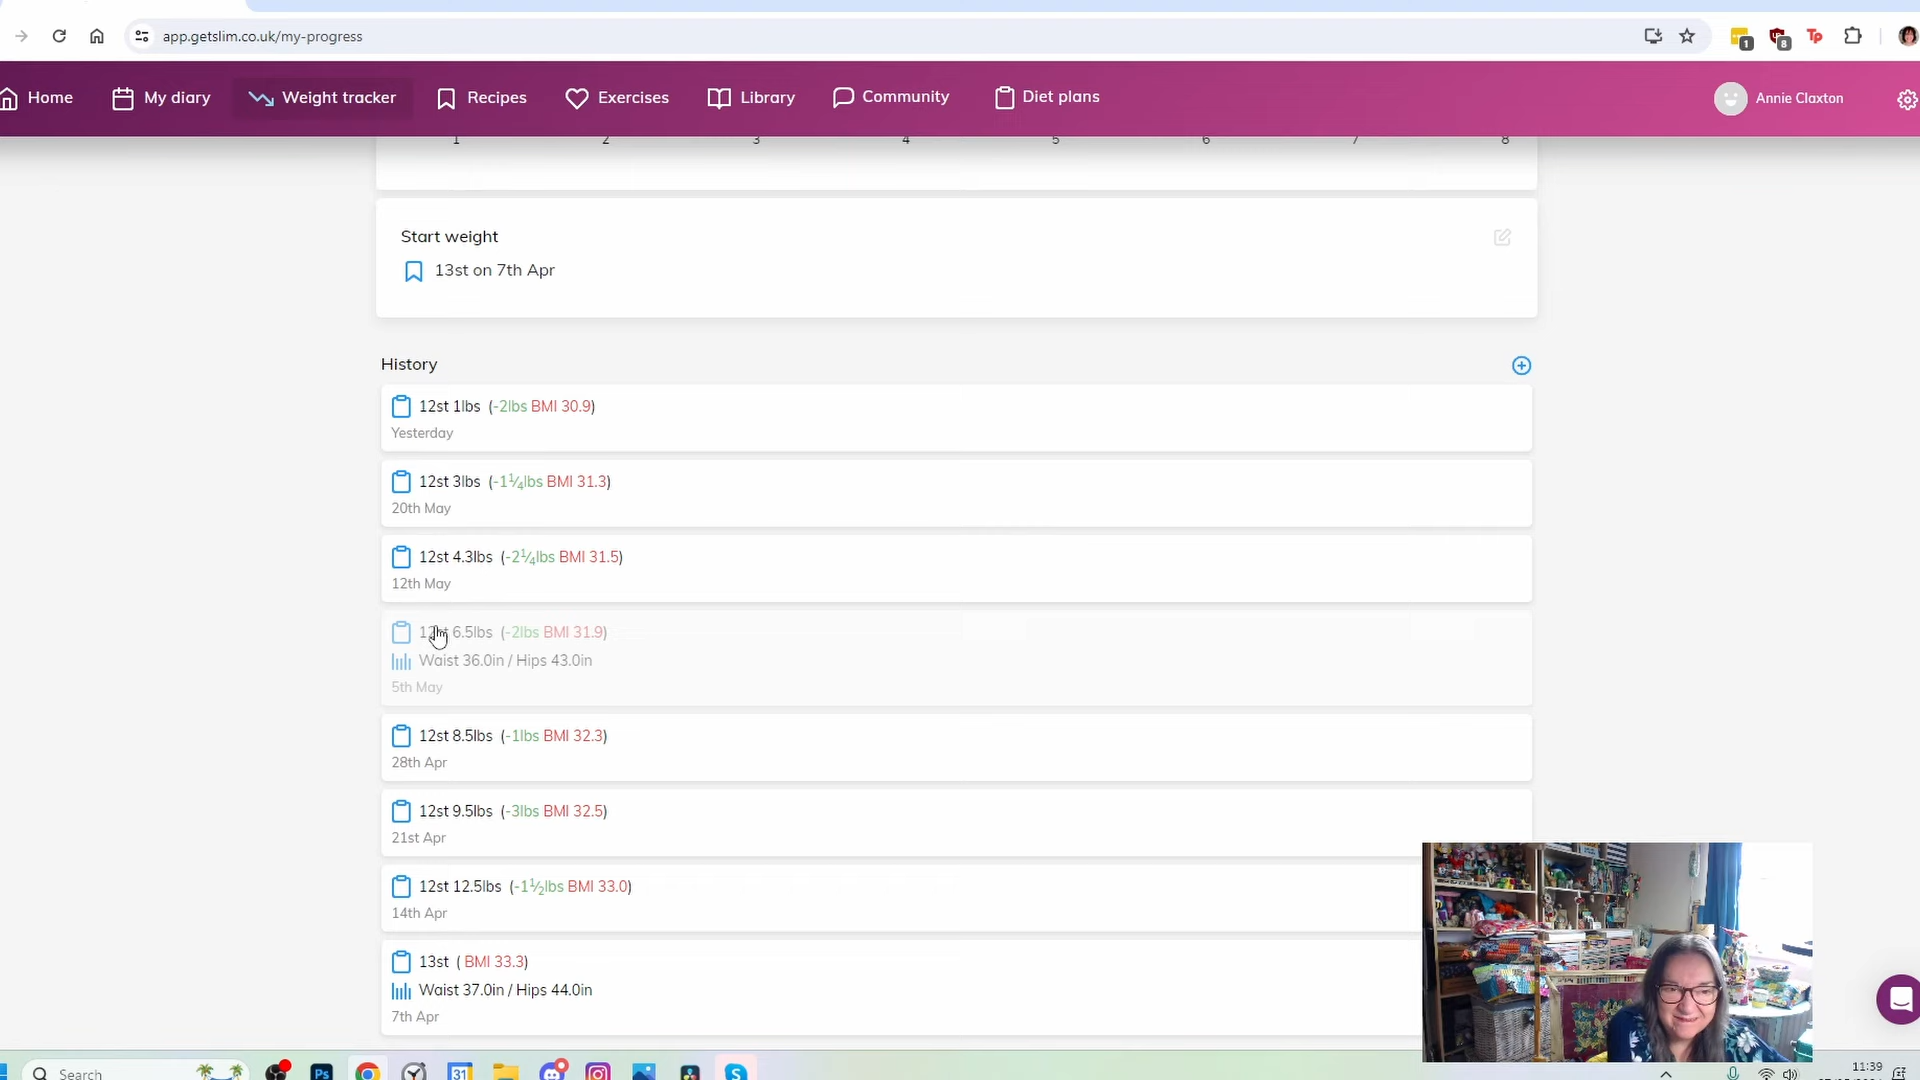 app.getslim.co.uk/my-progress
1
8
Tp
Home
My diary
Weight tracker
Recipes
Exercises
Library
Community
Diet plans
Annie Claxton
1 2 3 4 5 6 7 8
Start weight
13st on 7th Apr
History
12st 1lbs (-2lbs BMI 30.9)
Yesterday
12st 3lbs (-1¼lbs BMI 31.3)
20th May
12st 4.3lbs (-2¼lbs BMI 31.5)
12th May
12st 6.5lbs (-2lbs BMI 31.9)
Waist 36.0in / Hips 43.0in
5th May
12st 8.5lbs (-1lbs BMI 32.3)
28th Apr
12st 9.5lbs (-3lbs BMI 32.5)
21st Apr
12st 12.5lbs (-1½lbs BMI 33.0)
14th Apr
13st ( BMI 33.3)
Waist 37.0in / Hips 44.0in
7th Apr
Search
Ps
31
11:39